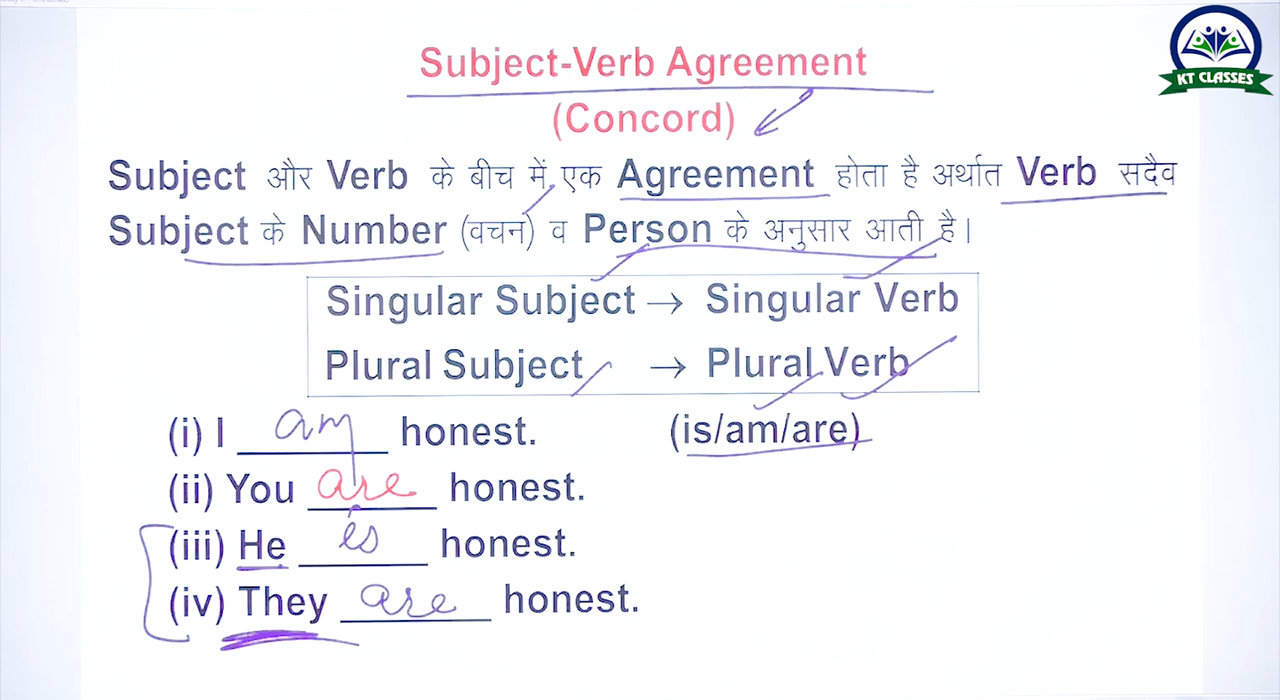 KT CLASSES
Subject-Verb Agreement
(Concord)
Subject और Verb के बीच में एक Agreement होता है अर्थात Verb सदैव
Subject के Number (वचन) व Person के अनुसार आती है।
Singular Subject → Singular Verb
Plural Subject → Plural Verb
(i) I am honest. (is/am/are)
(ii) You are honest.
(iii) He is honest.
(iv) They are honest.